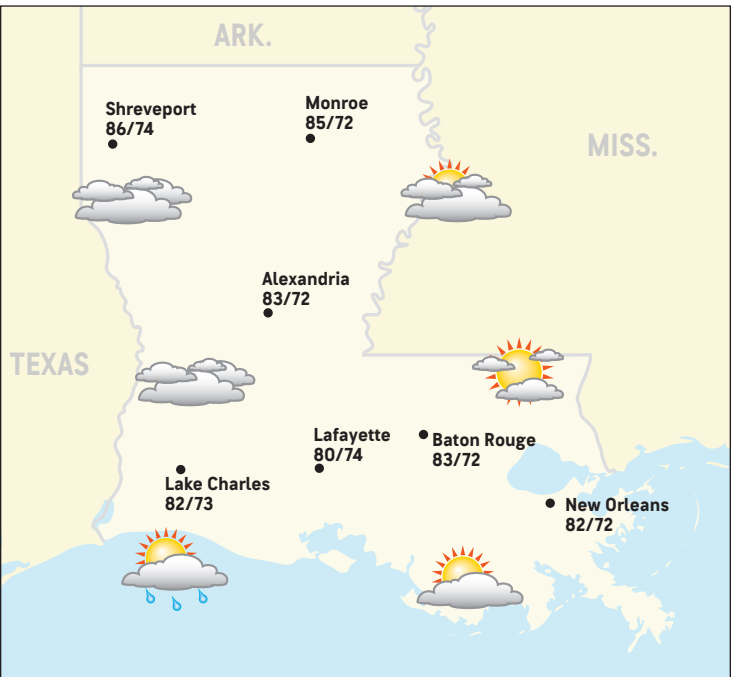 ARK.
Shreveport
86/74
Monroe
85/72
MISS.
Alexandria
83/72
TEXAS
Lafayette
80/74
Baton Rouge
83/72
Lake Charles
82/73
New Orleans
82/72